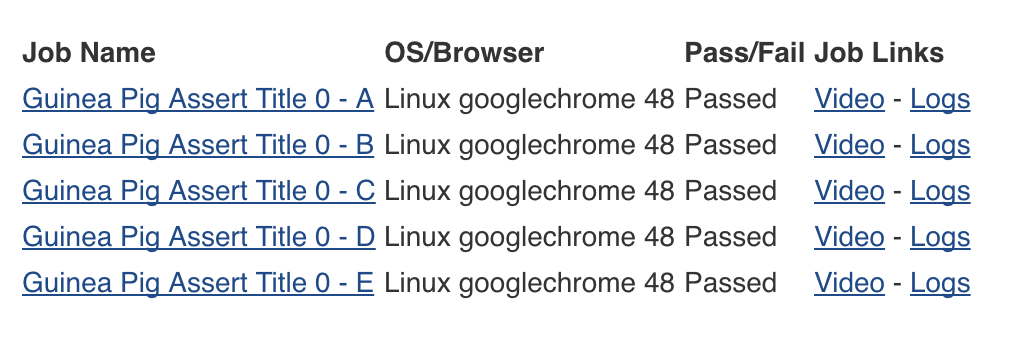 Job Name OS/Browser Pass/Fail Job Links
Guinea Pig Assert Title 0 - A Linux googlechrome 48 Passed Video - Logs
Guinea Pig Assert Title 0 - B Linux googlechrome 48 Passed Video - Logs
Guinea Pig Assert Title 0 - C Linux googlechrome 48 Passed Video - Logs
Guinea Pig Assert Title 0 - D Linux googlechrome 48 Passed Video - Logs
Guinea Pig Assert Title 0 - E Linux googlechrome 48 Passed Video - Logs